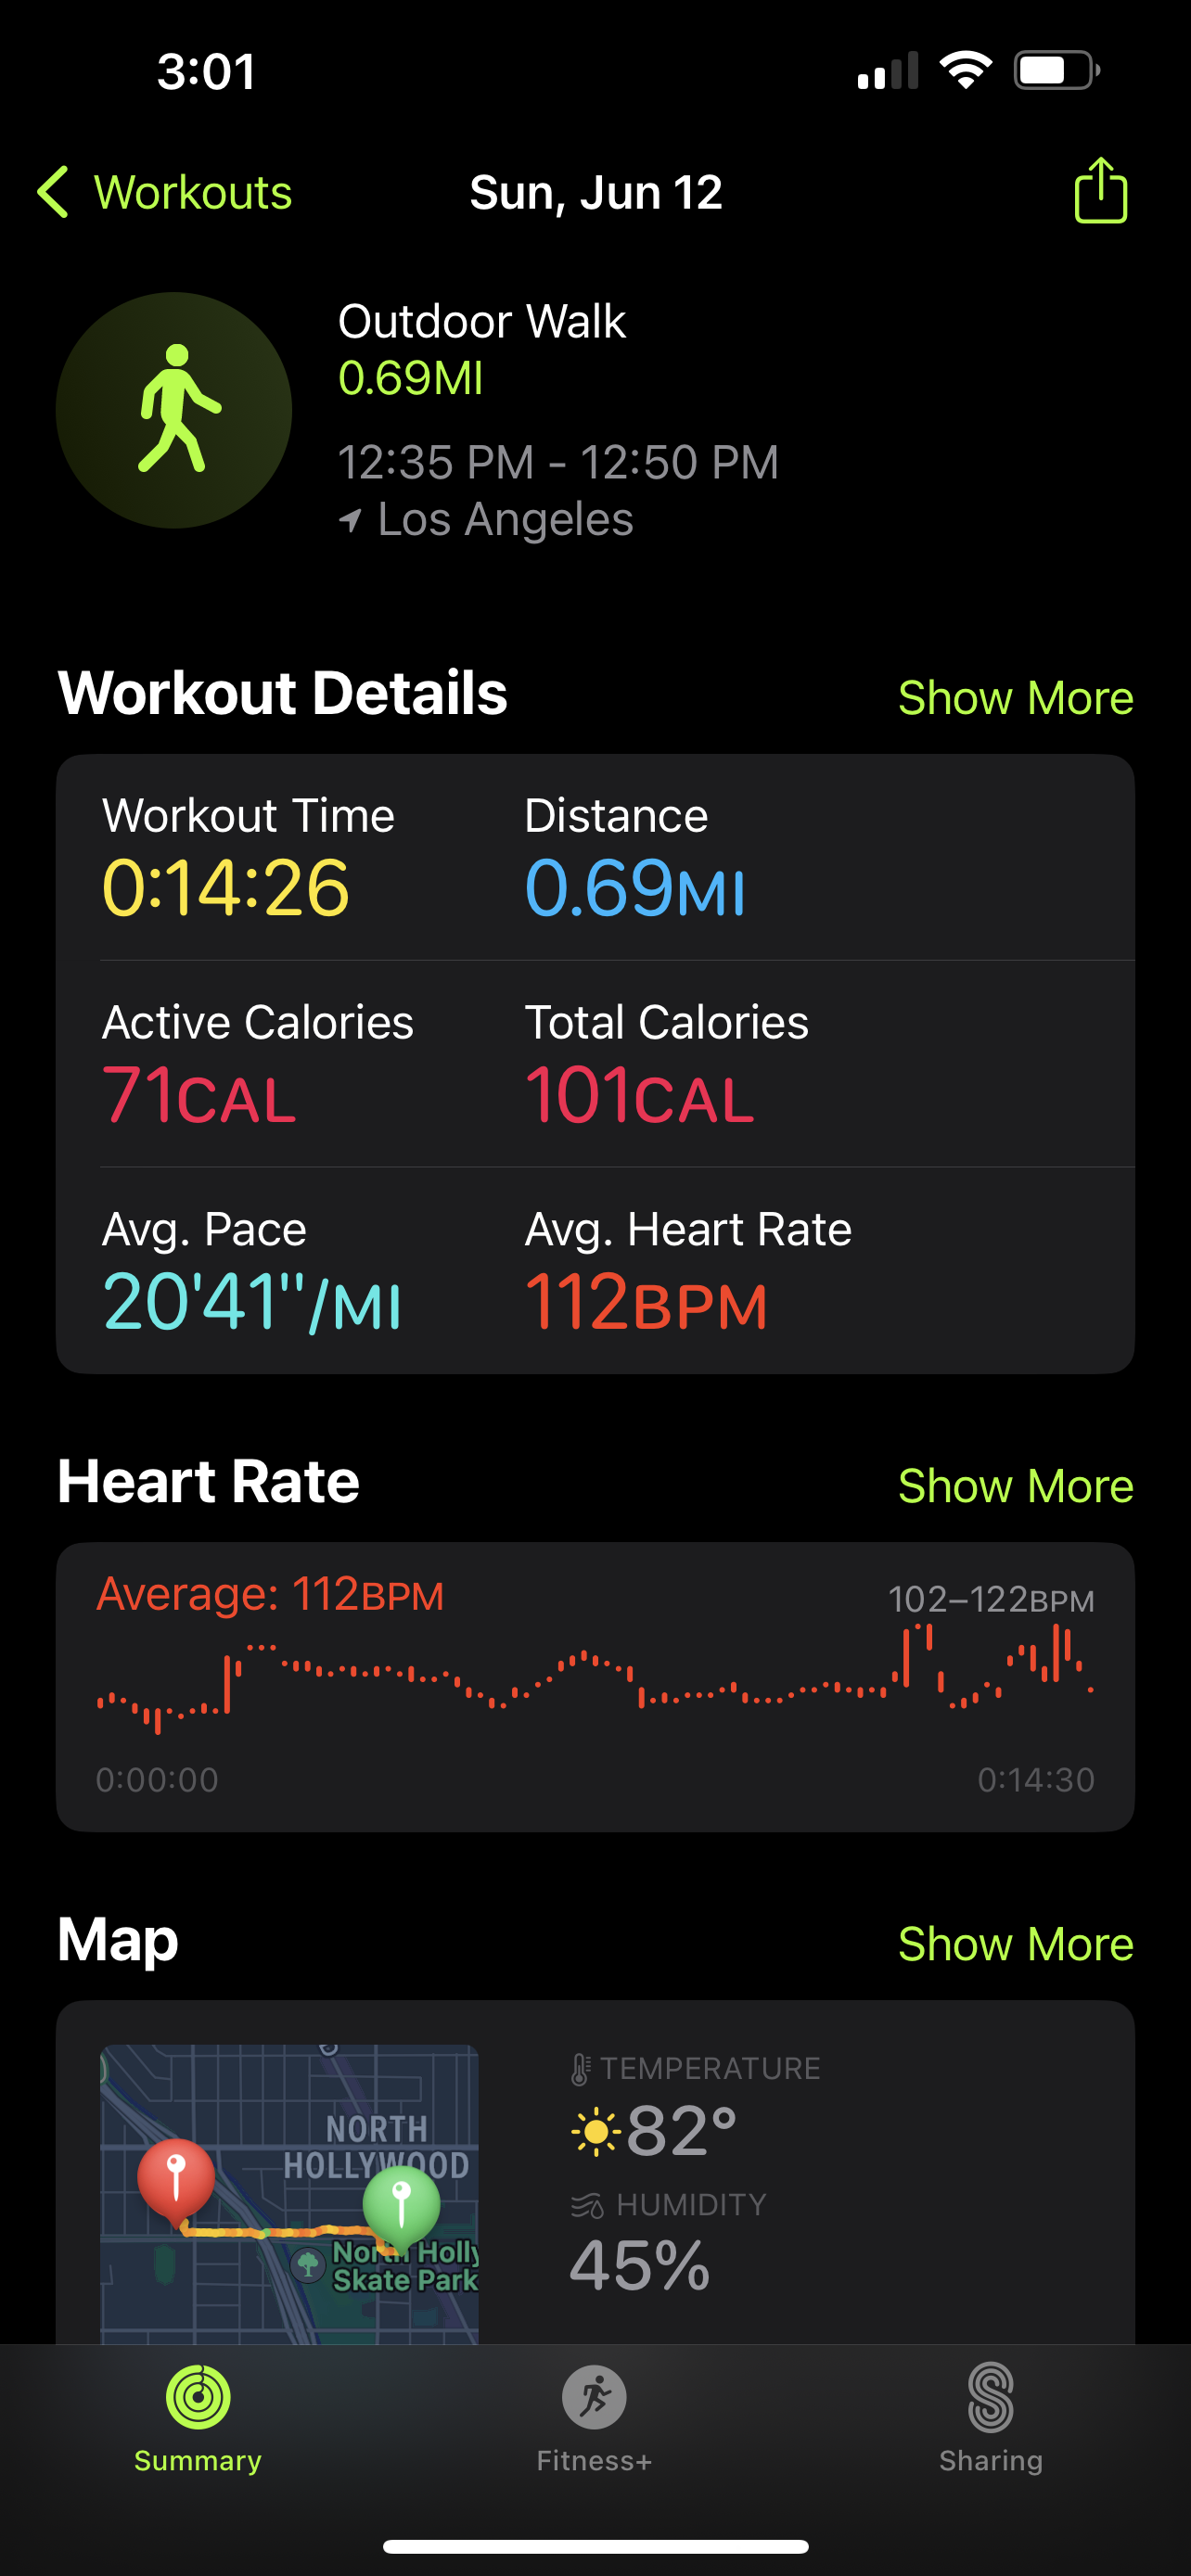 3:01
Workouts
Sun, Jun 12
Outdoor Walk
0.69MI
12:35 PM - 12:50 PM
Los Angeles
Workout Details
Show More
Workout Time
Distance
0:14:26
0.69MI
Active Calories
Total Calories
71CAL
101CAL
Avg. Pace
Avg. Heart Rate
20'41"/MI
112BPM
Heart Rate
Show More
Average: 112BPM
102–122BPM
0:00:00
0:14:30
Map
Show More
NORTH
HOLLYWOOD
North Holly
Skate Park
TEMPERATURE
82°
HUMIDITY
45%
Summary
Fitness+
Sharing